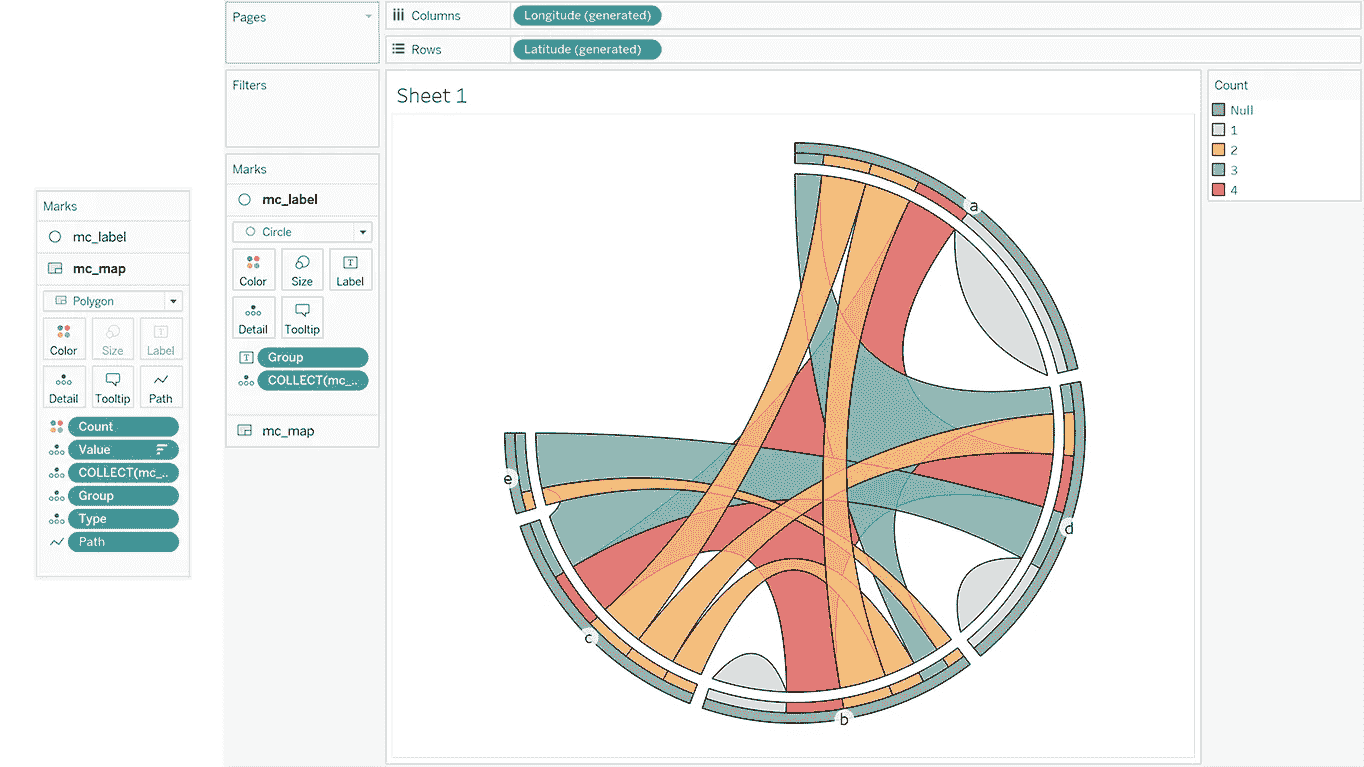 Pages
Columns
Longitude (generated)
Rows
Latitude (generated)
Filters
Sheet 1
Count
Null
1
2
3
4
Marks
mc_label
mc_map
Polygon
Color
Size
Label
Detail
Tooltip
Path
Count
Value
COLLECT(mc_..
Group
Type
Path
Marks
mc_label
Circle
Color
Size
Label
Detail
Tooltip
Group
COLLECT(mc_..
mc_map
a
e
d
c
b